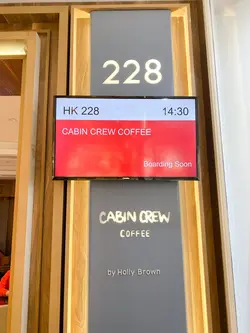 228
HK 228 14:30
CABIN CREW COFFEE
Boarding Soon
CABIN CREW
COFFEE
by Holly Brown